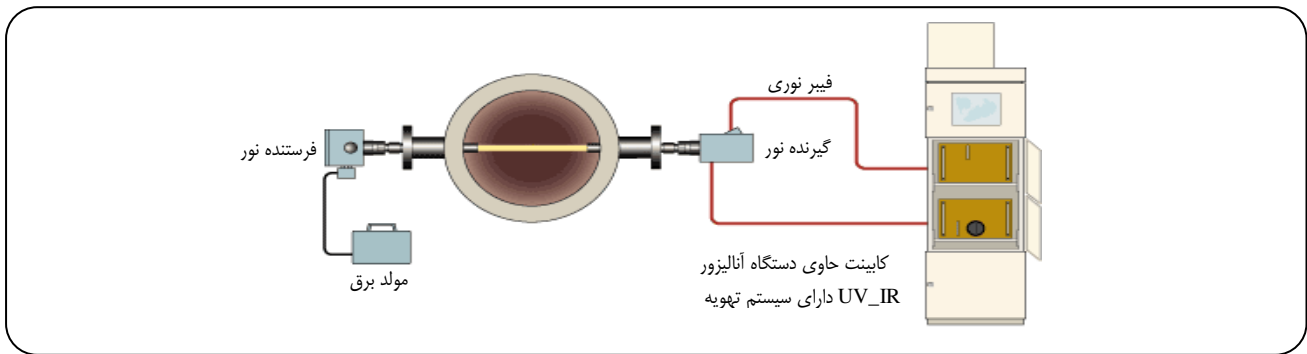 فیبر نوری
فرستنده نور
گیرنده نور
مولد برق
کابینت حاوی دستگاه آنالیزور
UV_IR دارای سیستم تهویه